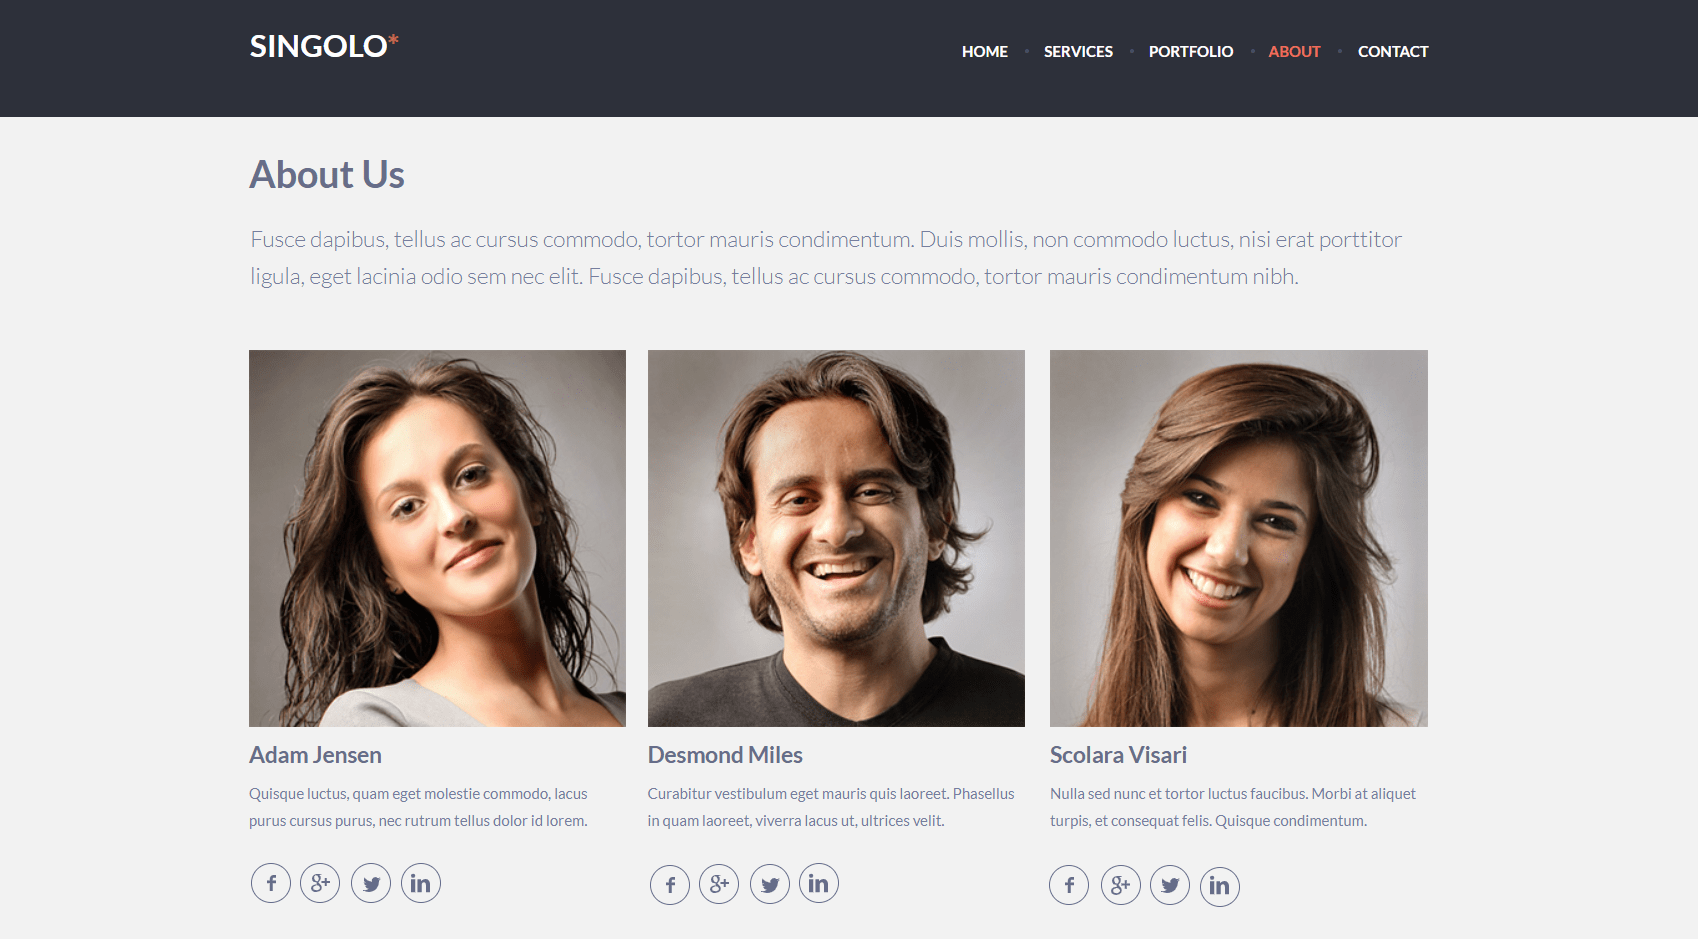 SINGOLO*
HOME • SERVICES • PORTFOLIO • ABOUT • CONTACT
About Us
Fusce dapibus, tellus ac cursus commodo, tortor mauris condimentum. Duis mollis, non commodo luctus, nisi erat porttitor
ligula, eget lacinia odio sem nec elit. Fusce dapibus, tellus ac cursus commodo, tortor mauris condimentum nibh.
Adam Jensen
Quisque luctus, quam eget molestie commodo, lacus
purus cursus purus, nec rutrum tellus dolor id lorem.
Desmond Miles
Curabitur vestibulum eget mauris quis laoreet. Phasellus
in quam laoreet, viverra lacus ut, ultrices velit.
Scolara Visari
Nulla sed nunc et tortor luctus faucibus. Morbi at aliquet
turpis, et consequat felis. Quisque condimentum.
f g+ in
f g+ in
f g+ in